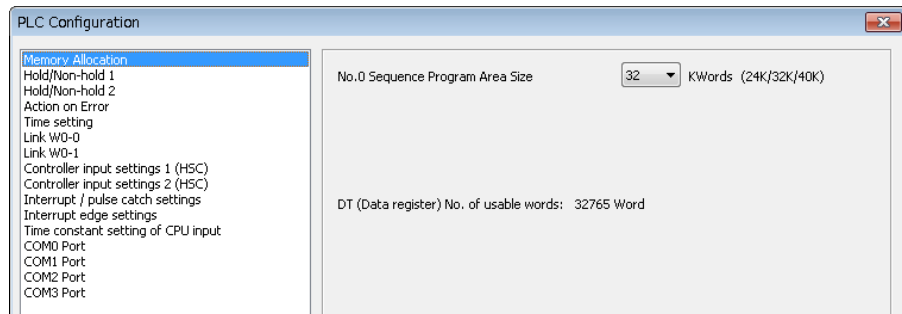 PLC Configuration
Memory Allocation
Hold/Non-hold 1
Hold/Non-hold 2
Action on Error
Time setting
Link W0-0
Link W0-1
Controller input settings 1 (HSC)
Controller input settings 2 (HSC)
Interrupt / pulse catch settings
Interrupt edge settings
Time constant setting of CPU input
COM0 Port
COM1 Port
COM2 Port
COM3 Port
No.0 Sequence Program Area Size 32 KWords (24K/32K/40K)
DT (Data register) No. of usable words: 32765 Word